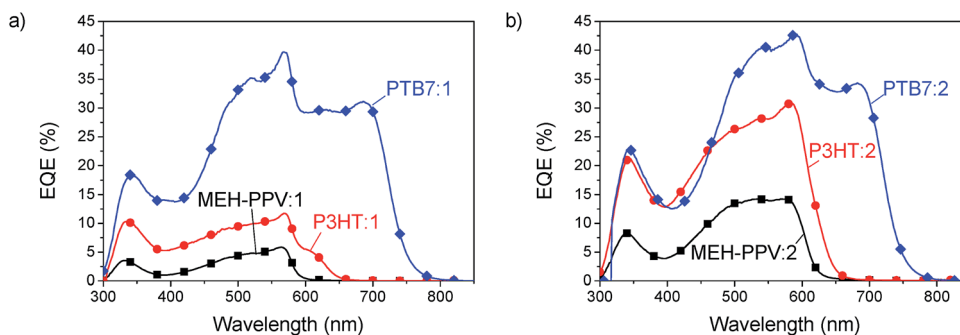 a)
45
40
35
30
25
20
15
10
5
0
EQE (%)
PTB7:1
MEH-PPV:1
P3HT:1
300 400 500 600 700 800
Wavelength (nm)
b)
45
40
35
30
25
20
15
10
5
0
EQE (%)
PTB7:2
P3HT:2
MEH-PPV:2
300 400 500 600 700 800
Wavelength (nm)